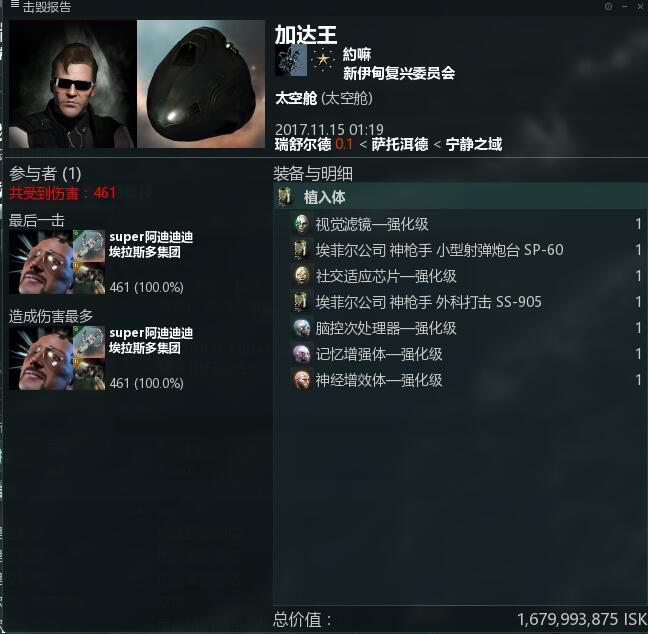 击毁报告
加达王
約嘛
新伊甸复兴委员会
太空舱 (太空舱)
2017.11.15 01:19
瑞舒尔德 0.1 < 萨托洱德 < 宁静之域
参与者 (1)
共受到伤害：461
最后一击
super阿迪迪迪
埃拉斯多集团
461 (100.0%)
造成伤害最多
super阿迪迪迪
埃拉斯多集团
461 (100.0%)
装备与明细
植入体
视觉滤镜—强化级 1
埃菲尔公司 神枪手 小型射弹炮台 SP-60 1
社交适应芯片—强化级 1
埃菲尔公司 神枪手 外科打击 SS-905 1
脑控次处理器—强化级 1
记忆增强体—强化级 1
神经增效体—强化级 1
总价值： 1,679,993,875 ISK